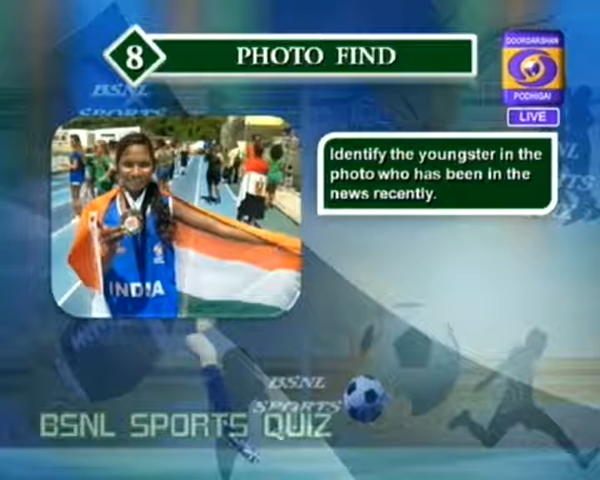 8 PHOTO FIND
DOORDARSHAN
PODHIGAI
LIVE
BSNL
SPORTS
Identify the youngster in the
photo who has been in the
news recently.
INDIA
BSNL
SPORTS
BSNL SPORTS QUIZ